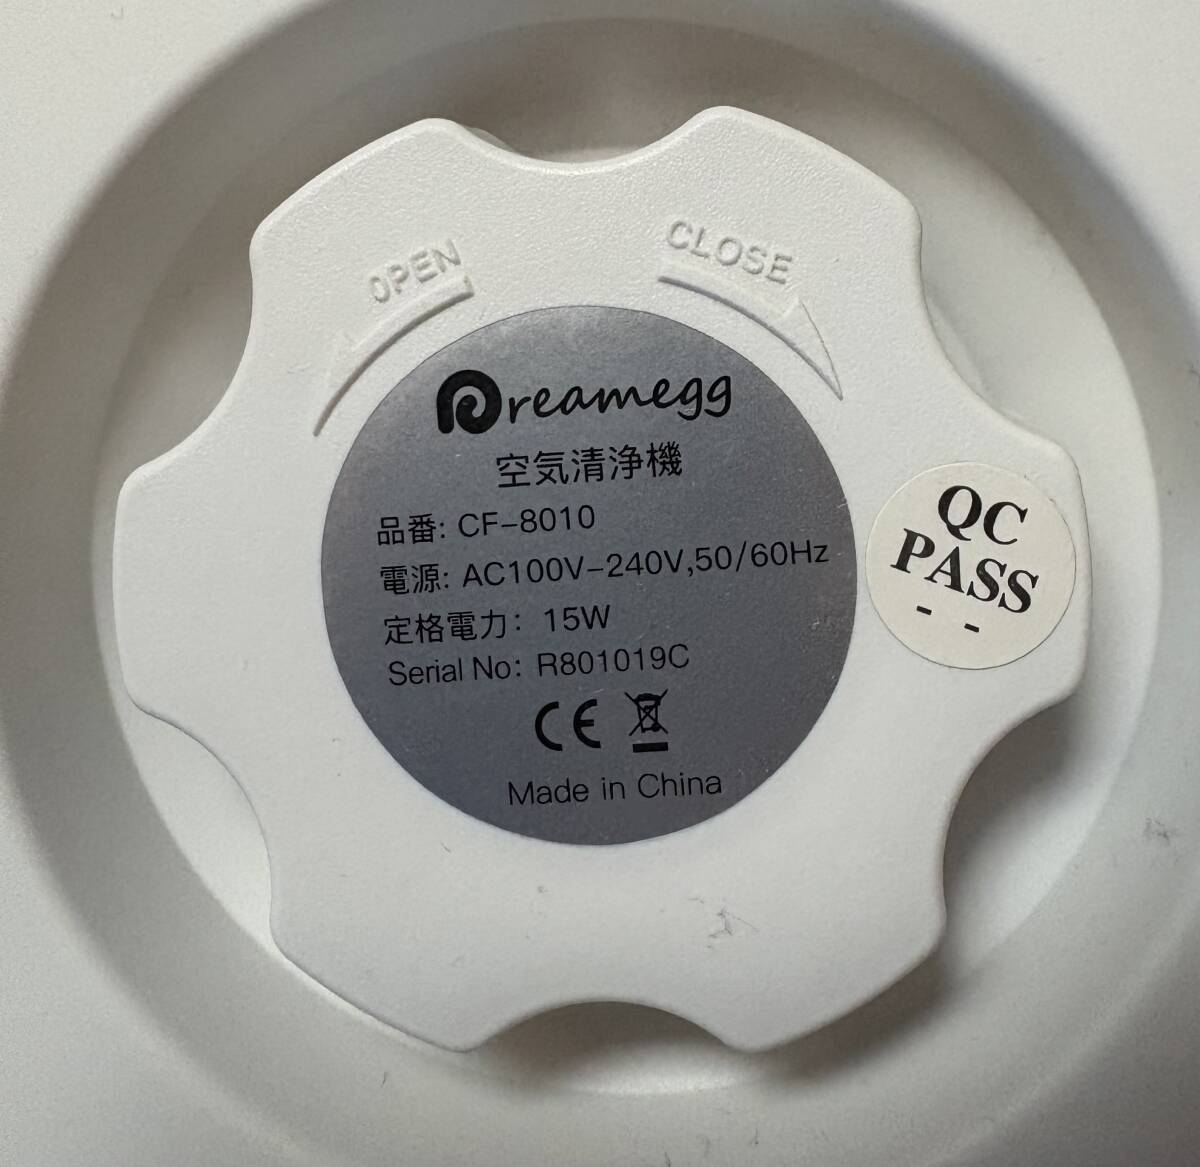 OPEN
CLOSE
Dreamegg
空気清浄機
品番: CF-8010
電源: AC100V-240V,50/60Hz
定格電力: 15W
Serial No: R801019C
CE
Made in China
QC
PASS
- -